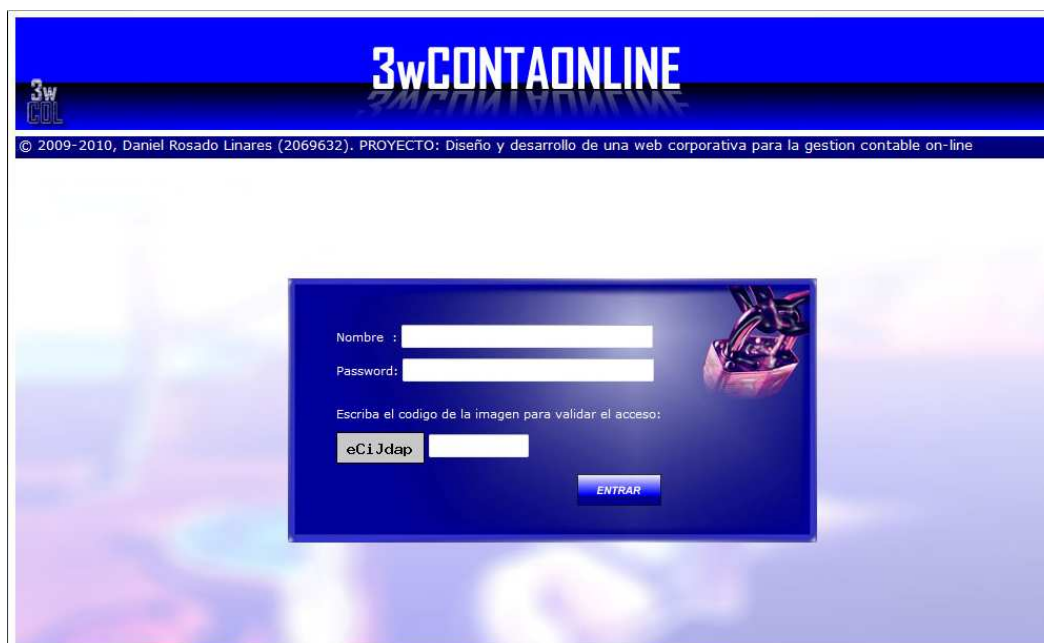 3wCONTAONLINE
3w
COL
© 2009-2010, Daniel Rosado Linares (2069632). PROYECTO: Diseño y desarrollo de una web corporativa para la gestion contable on-line
Nombre :
Password:
Escriba el codigo de la imagen para validar el acceso:
eCiJdap
ENTRAR